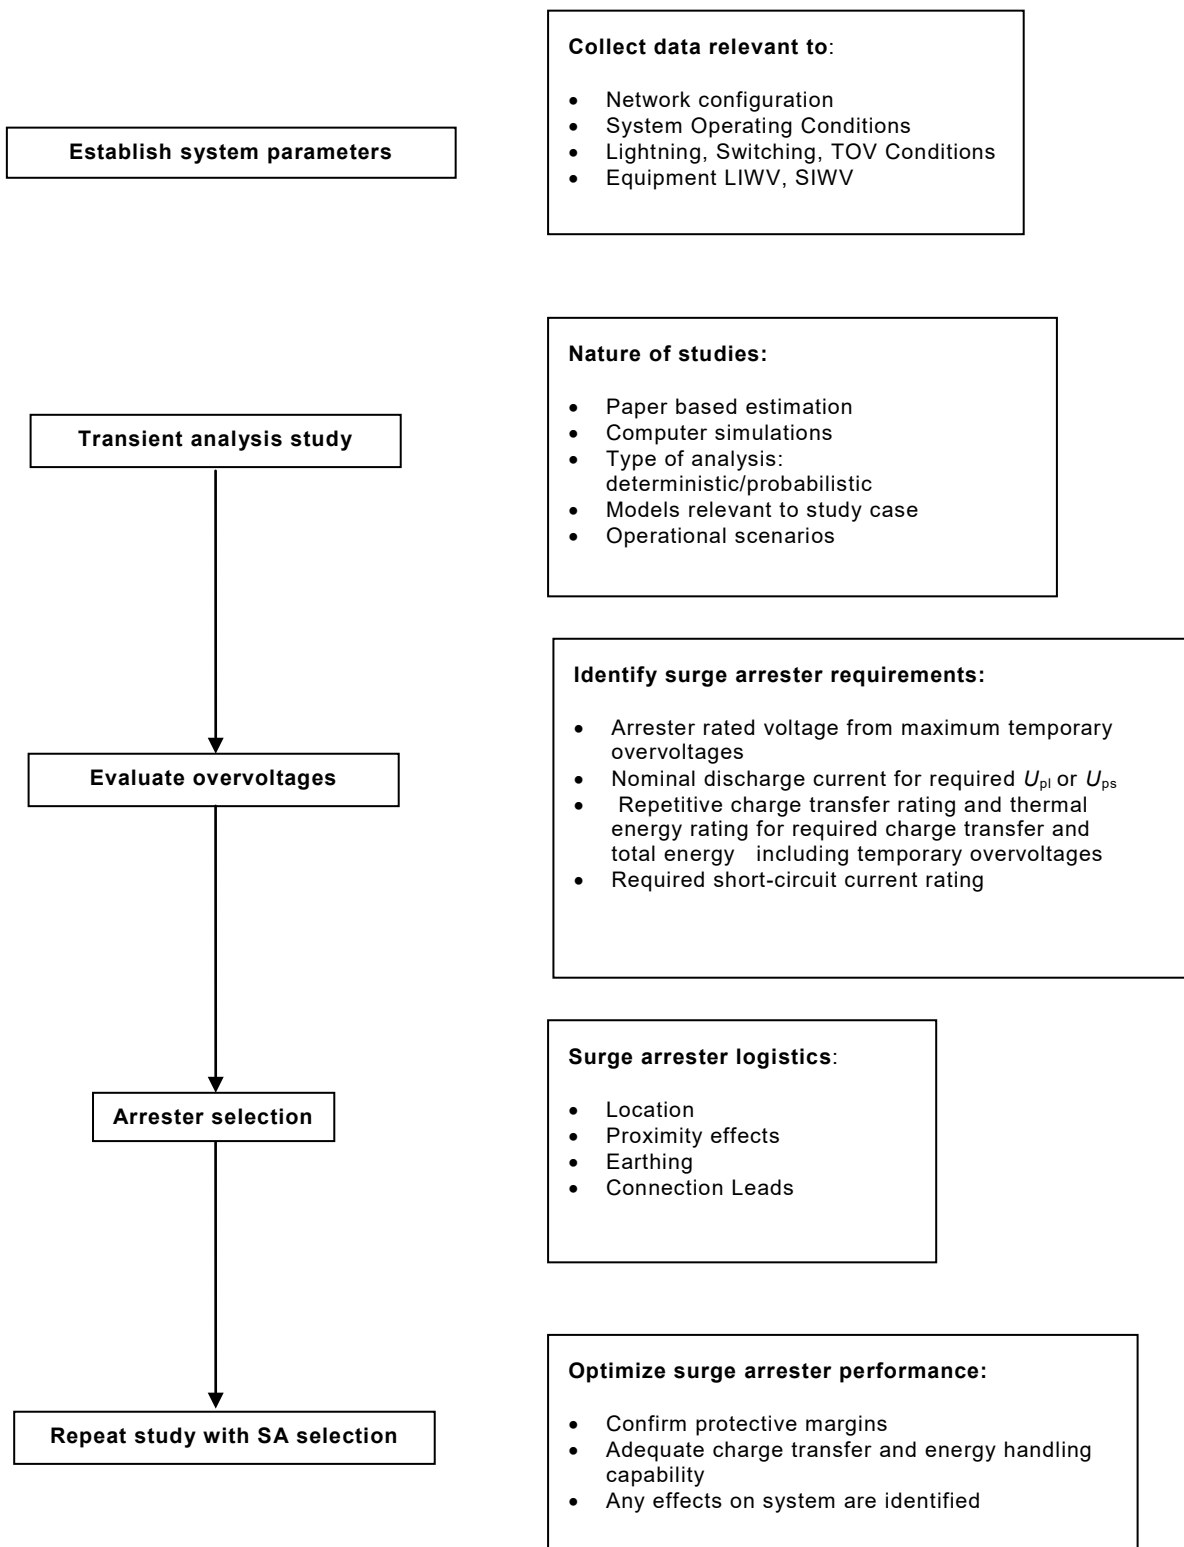 Collect data relevant to:
• Network configuration
• System Operating Conditions
Establish system parameters
• Lightning, Switching, TOV Conditions
• Equipment LIWV, SIWV
Nature of studies:
• Paper based estimation
Transient analysis study
• Computer simulations
• Type of analysis:
deterministic/probabilistic
• Models relevant to study case
• Operational scenarios
Identify surge arrester requirements:
• Arrester rated voltage from maximum temporary
overvoltages
Evaluate overvoltages
• Nominal discharge current for required Upl or Ups
• Repetitive charge transfer rating and thermal
energy rating for required charge transfer and
total energy including temporary overvoltages
• Required short-circuit current rating
Surge arrester logistics:
Arrester selection
• Location
• Proximity effects
• Earthing
• Connection Leads
Optimize surge arrester performance:
Repeat study with SA selection
• Confirm protective margins
• Adequate charge transfer and energy handling
capability
• Any effects on system are identified